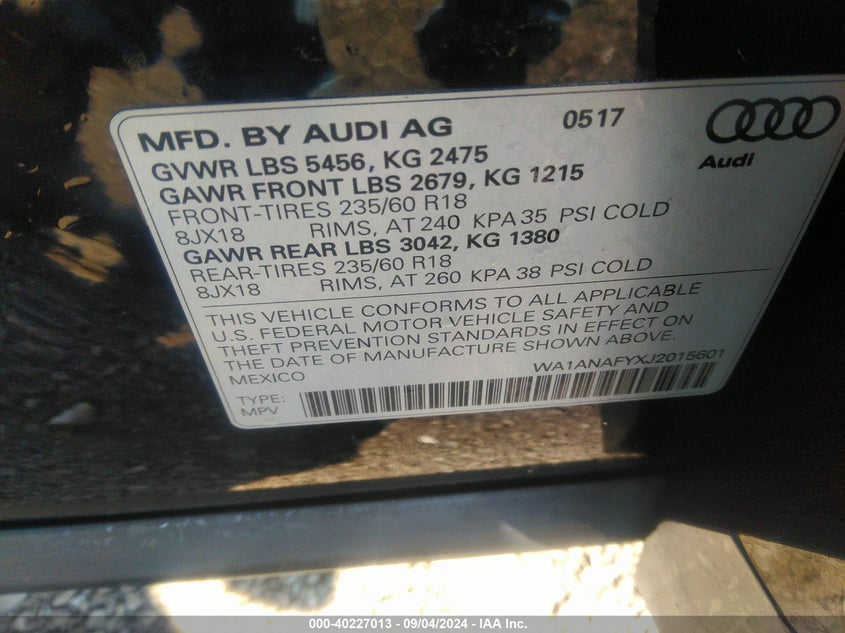 MFD. BY AUDI AG 0517
Audi
GVWR LBS 5456, KG 2475
GAWR FRONT LBS 2679, KG 1215
FRONT-TIRES 235/60 R18
8JX18 RIMS, AT 240 KPA 35 PSI COLD
GAWR REAR LBS 3042, KG 1380
REAR-TIRES 235/60 R18
8JX18 RIMS, AT 260 KPA 38 PSI COLD
THIS VEHICLE CONFORMS TO ALL APPLICABLE
U.S. FEDERAL MOTOR VEHICLE SAFETY AND
THEFT PREVENTION STANDARDS IN EFFECT ON
THE DATE OF MANUFACTURE SHOWN ABOVE.
MEXICO WA1ANAFYXJ2015601
TYPE:
MPV
000-40227013 - 09/04/2024 - IAA Inc.